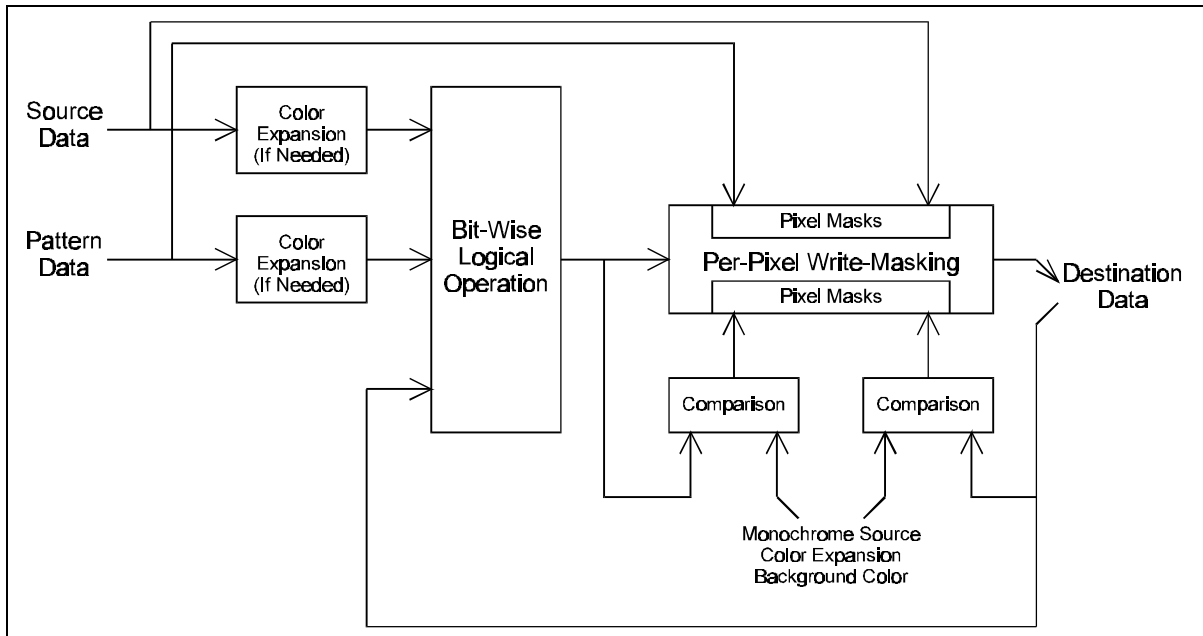 Source
Data
Color
Expansion
(If Needed)
Pattern
Data
Color
Expansion
(If Needed)
Bit-Wise
Logical
Operation
Pixel Masks
Per-Pixel Write-Masking
Pixel Masks
Destination
Data
Comparison
Comparison
Monochrome Source
Color Expansion
Background Color